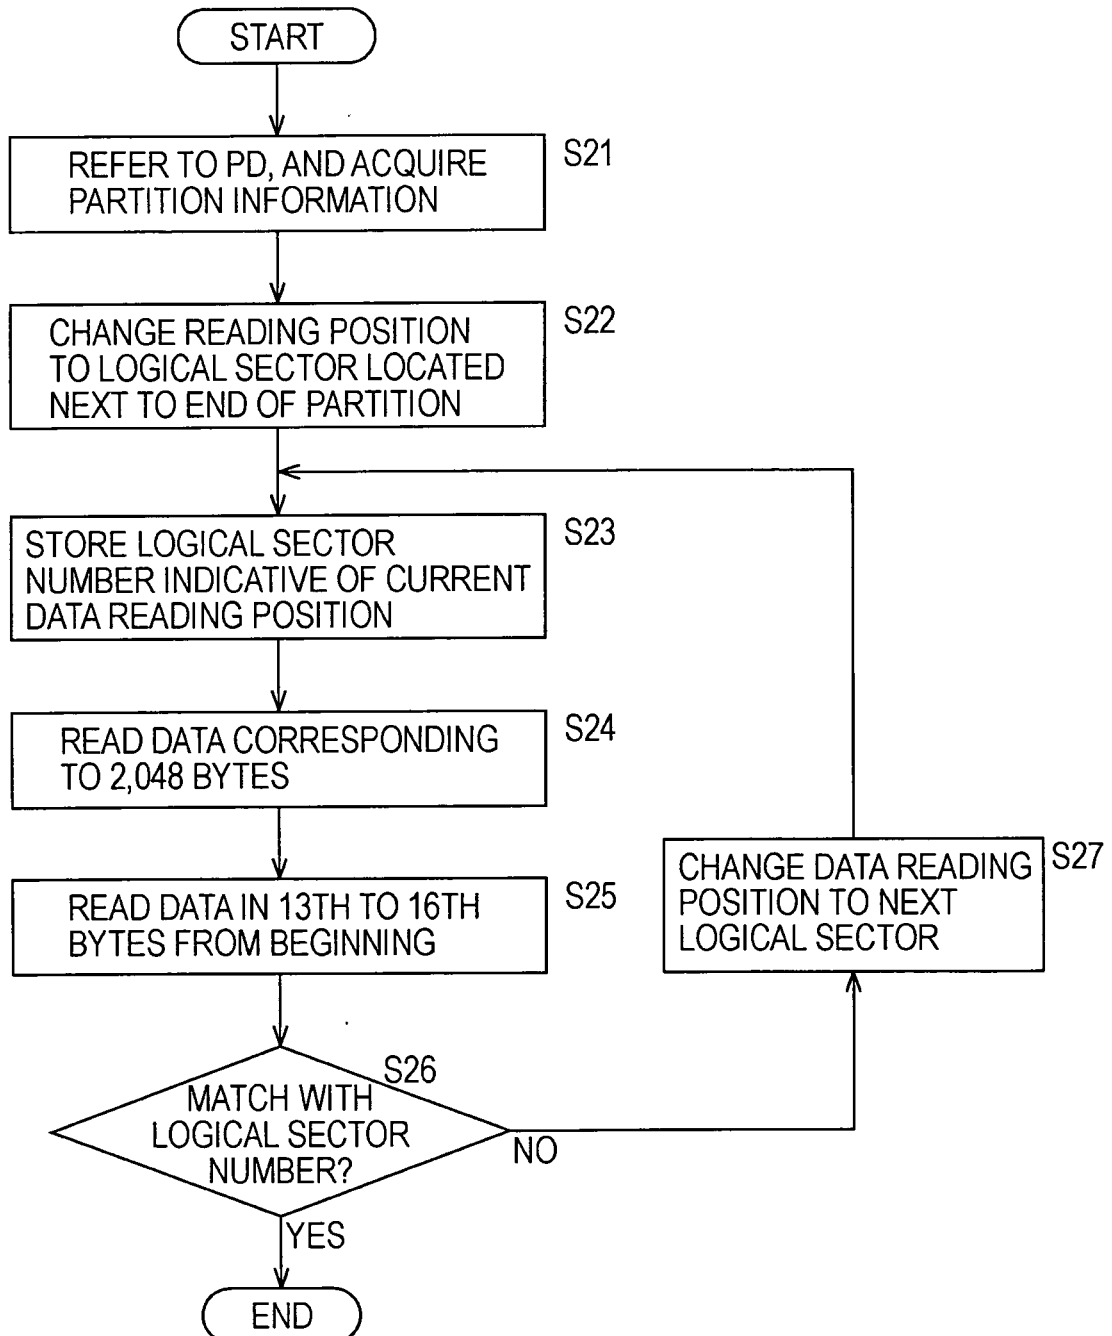 START
S21
REFER TO PD, AND ACQUIRE
PARTITION INFORMATION
S22
CHANGE READING POSITION
TO LOGICAL SECTOR LOCATED
NEXT TO END OF PARTITION
S23
STORE LOGICAL SECTOR
NUMBER INDICATIVE OF CURRENT
DATA READING POSITION
S24
READ DATA CORRESPONDING
TO 2,048 BYTES
S25
READ DATA IN 13TH TO 16TH
BYTES FROM BEGINNING
S27
CHANGE DATA READING
POSITION TO NEXT
LOGICAL SECTOR
S26
MATCH WITH
LOGICAL SECTOR
NUMBER?
NO
YES
END